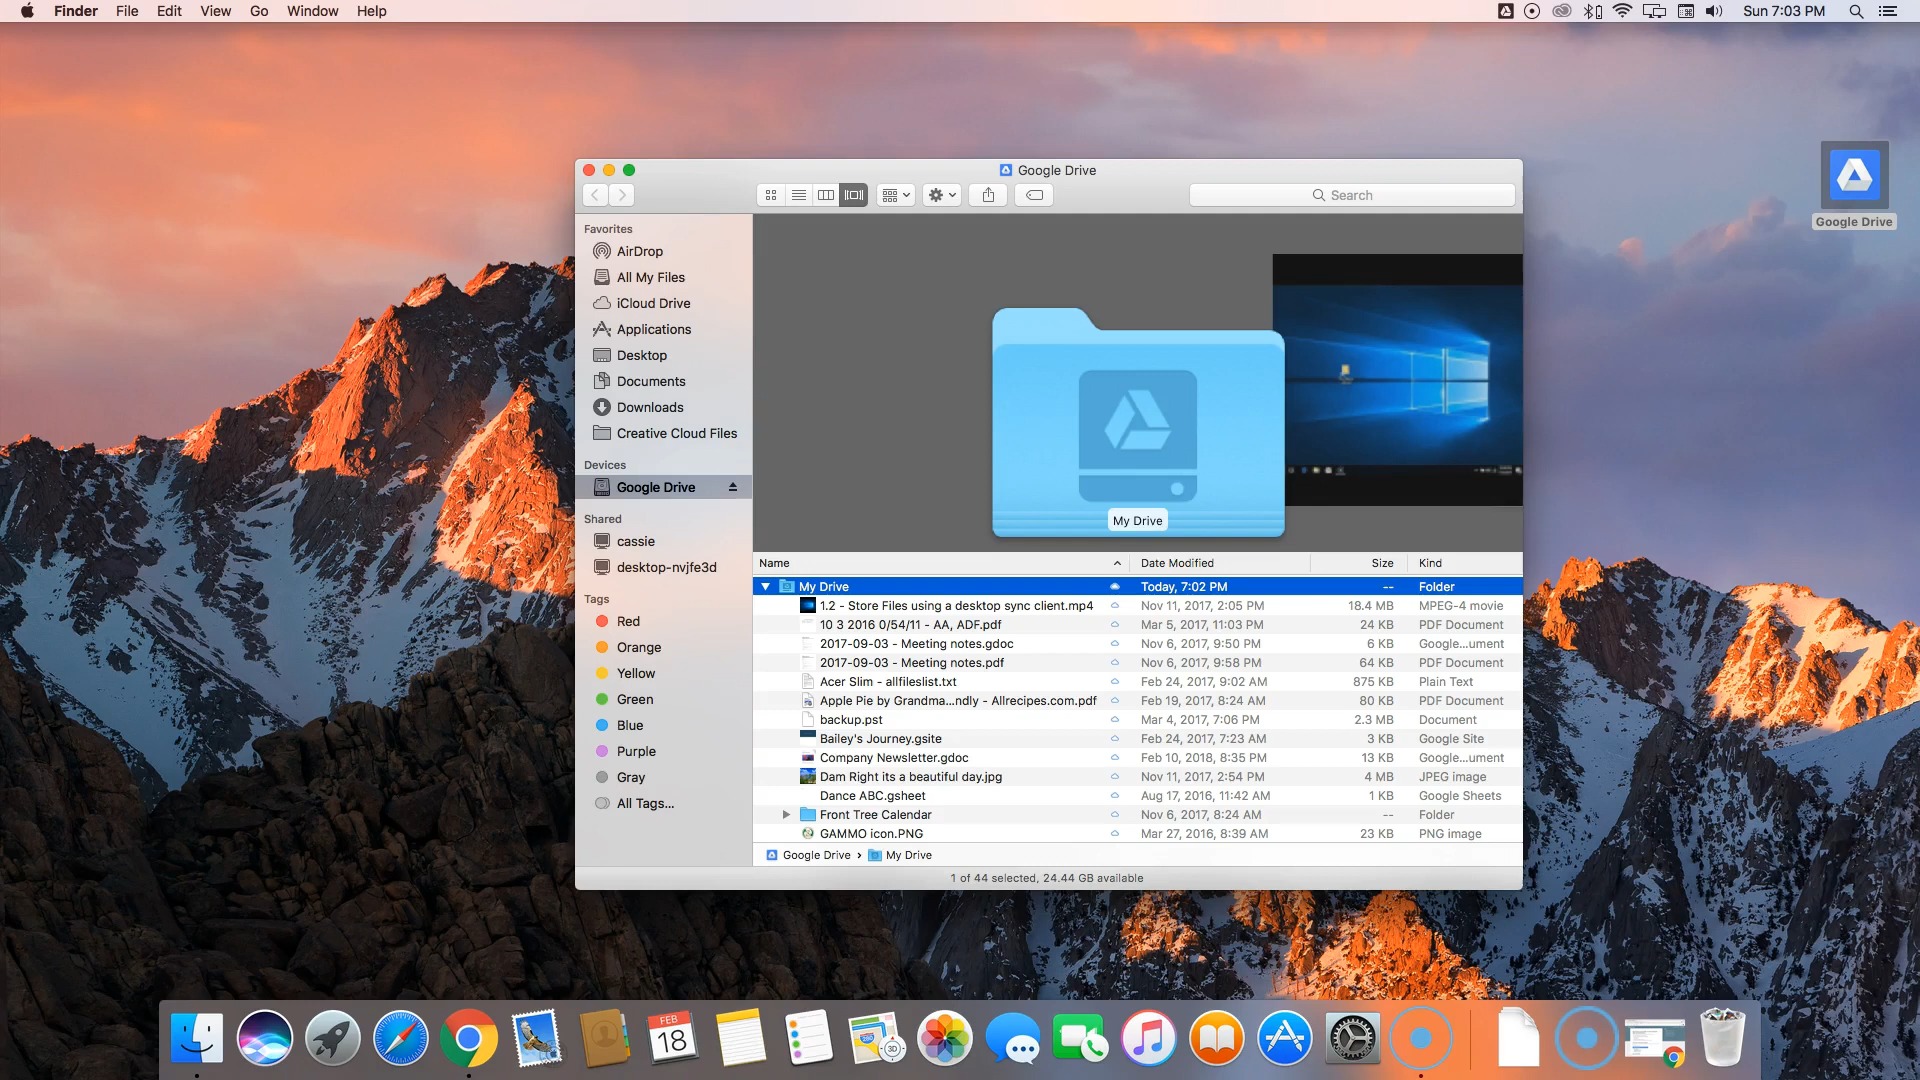 Finder File Edit View Go Window Help
Sun 7:03 PM
Google Drive
Google Drive
Search
Favorites
AirDrop
All My Files
iCloud Drive
Applications
Desktop
Documents
Downloads
Creative Cloud Files
Devices
Google Drive
Shared
cassie
desktop-nvjfe3d
Tags
Red
Orange
Yellow
Green
Blue
Purple
Gray
All Tags...
My Drive
Name Date Modified Size Kind
My Drive Today, 7:02 PM -- Folder
1.2 - Store Files using a desktop sync client.mp4 Nov 11, 2017, 2:05 PM 18.4 MB MPEG-4 movie
10 3 2016 0/54/11 - AA, ADF.pdf Mar 5, 2017, 11:03 PM 24 KB PDF Document
2017-09-03 - Meeting notes.gdoc Nov 6, 2017, 9:50 PM 6 KB Google...ument
2017-09-03 - Meeting notes.pdf Nov 6, 2017, 9:58 PM 64 KB PDF Document
Acer Slim - allfileslist.txt Feb 24, 2017, 9:02 AM 875 KB Plain Text
Apple Pie by Grandma...ndly - Allrecipes.com.pdf Feb 19, 2017, 8:24 AM 80 KB PDF Document
backup.pst Mar 4, 2017, 7:06 PM 2.3 MB Document
Bailey's Journey.gsite Feb 24, 2017, 7:23 AM 3 KB Google Site
Company Newsletter.gdoc Feb 10, 2018, 8:35 PM 13 KB Google...ument
Dam Right its a beautiful day.jpg Nov 11, 2017, 2:54 PM 4 MB JPEG image
Dance ABC.gsheet Aug 17, 2016, 11:42 AM 1 KB Google Sheets
Front Tree Calendar Nov 6, 2017, 8:24 AM -- Folder
GAMMO icon.PNG Mar 27, 2016, 8:39 AM 23 KB PNG image
Google Drive › My Drive
1 of 44 selected, 24.44 GB available
FEB
18
3D